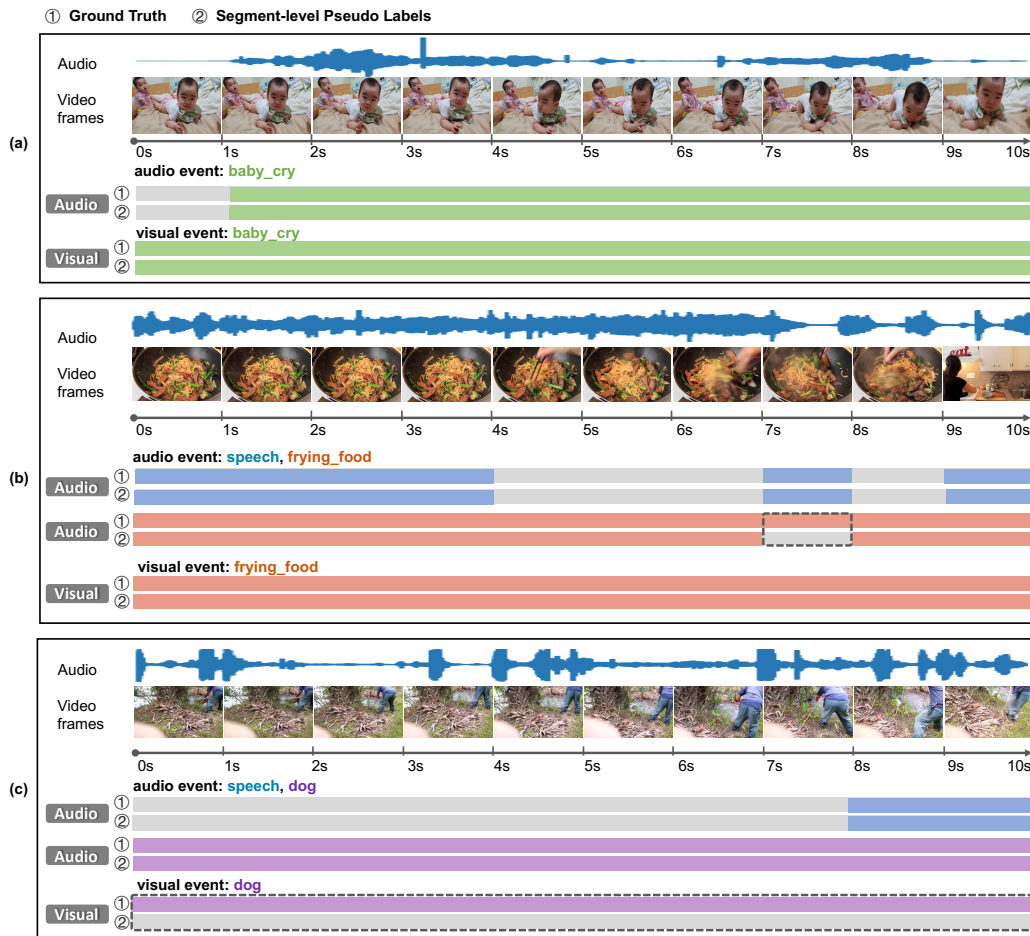 ① Ground Truth ② Segment-level Pseudo Labels
(a)
Audio
Video
frames
0s 1s 2s 3s 4s 5s 6s 7s 8s 9s 10s
audio event: baby_cry
Audio ① ②
visual event: baby_cry
Visual ① ②
(b)
Audio
Video
frames
0s 1s 2s 3s 4s 5s 6s 7s 8s 9s 10s
audio event: speech, frying_food
Audio ① ②
Audio ① ②
visual event: frying_food
Visual ① ②
(c)
Audio
Video
frames
0s 1s 2s 3s 4s 5s 6s 7s 8s 9s 10s
audio event: speech, dog
Audio ① ②
Audio ① ②
visual event: dog
Visual ① ②